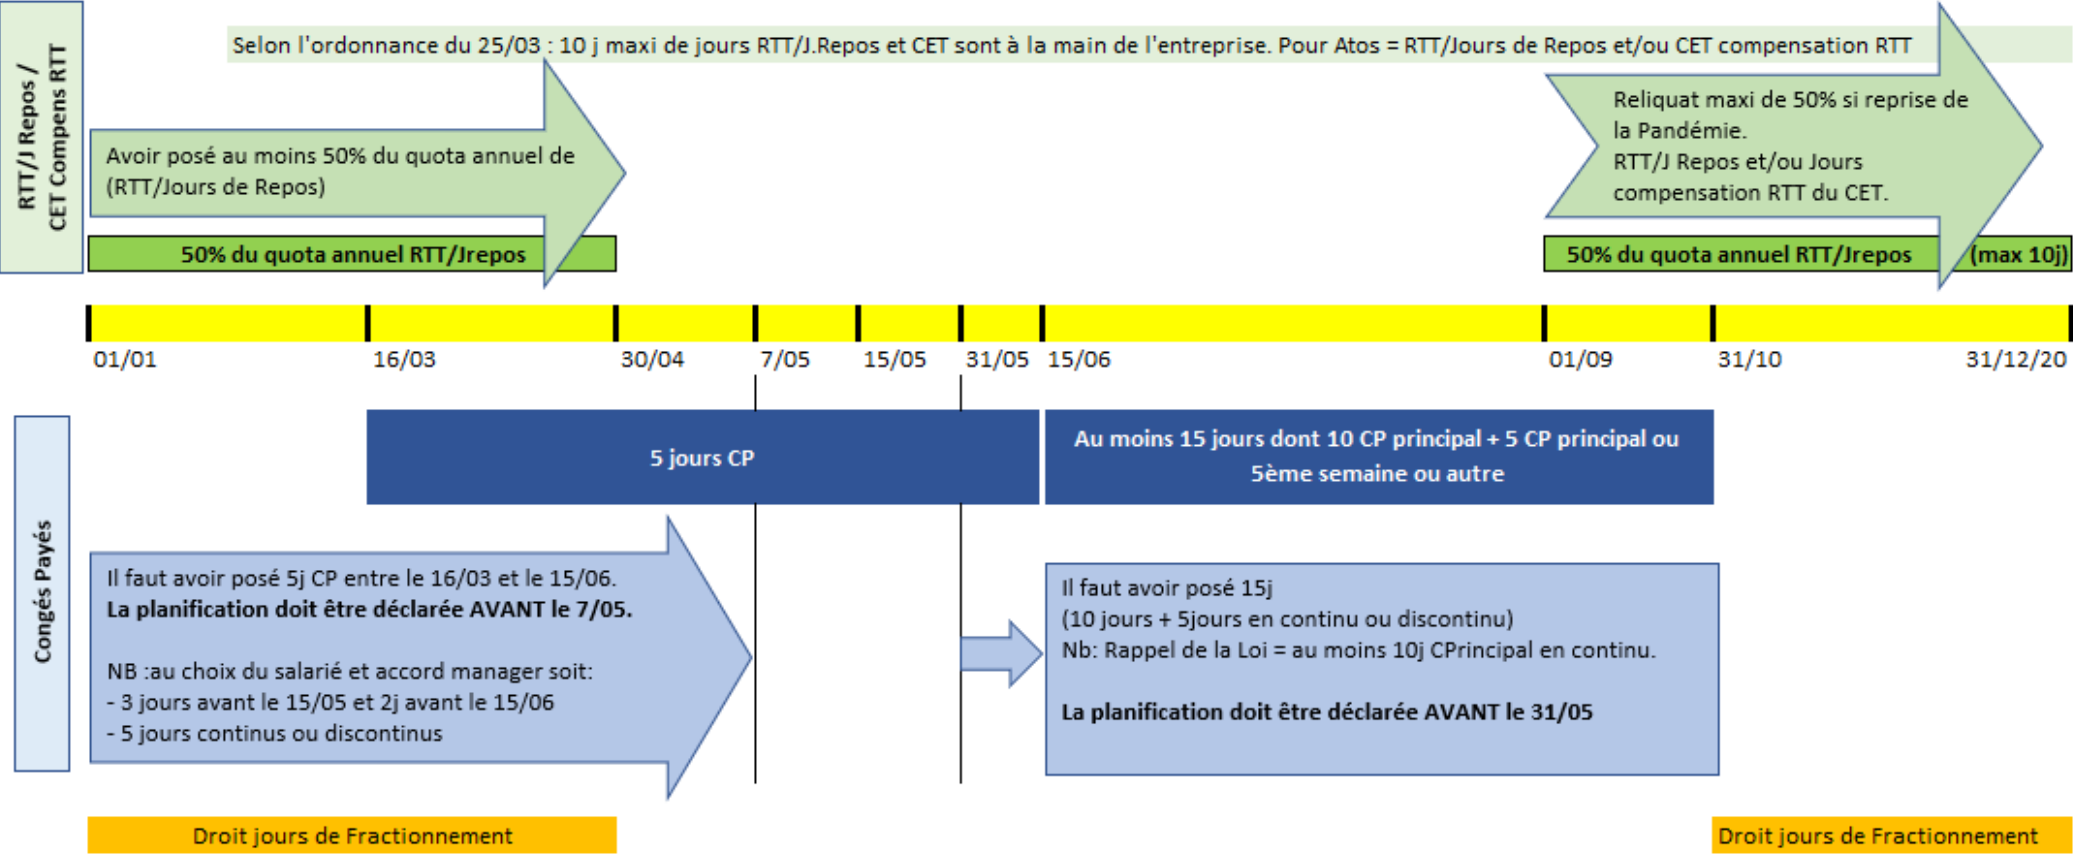 RTT/J Repos /
CET Compens RTT
Selon l'ordonnance du 25/03 : 10 j maxi de jours RTT/J.Repos et CET sont à la main de l'entreprise. Pour Atos = RTT/Jours de Repos et/ou CET compensation RTT
Avoir posé au moins 50% du quota annuel de
(RTT/Jours de Repos)
Reliquat maxi de 50% si reprise de
la Pandémie.
RTT/J Repos et/ou Jours
compensation RTT du CET.
50% du quota annuel RTT/Jrepos
50% du quota annuel RTT/Jrepos (max 10j)
01/01 16/03 30/04 7/05 15/05 31/05 15/06 01/09 31/10 31/12/20
Congés Payés
5 jours CP
Au moins 15 jours dont 10 CP principal + 5 CP principal ou
5ème semaine ou autre
Il faut avoir posé 5j CP entre le 16/03 et le 15/06.
La planification doit être déclarée AVANT le 7/05.
NB :au choix du salarié et accord manager soit:
- 3 jours avant le 15/05 et 2j avant le 15/06
- 5 jours continus ou discontinus
Il faut avoir posé 15j
(10 jours + 5jours en continu ou discontinu)
Nb: Rappel de la Loi = au moins 10j CPrincipal en continu.
La planification doit être déclarée AVANT le 31/05
Droit jours de Fractionnement
Droit jours de Fractionnement